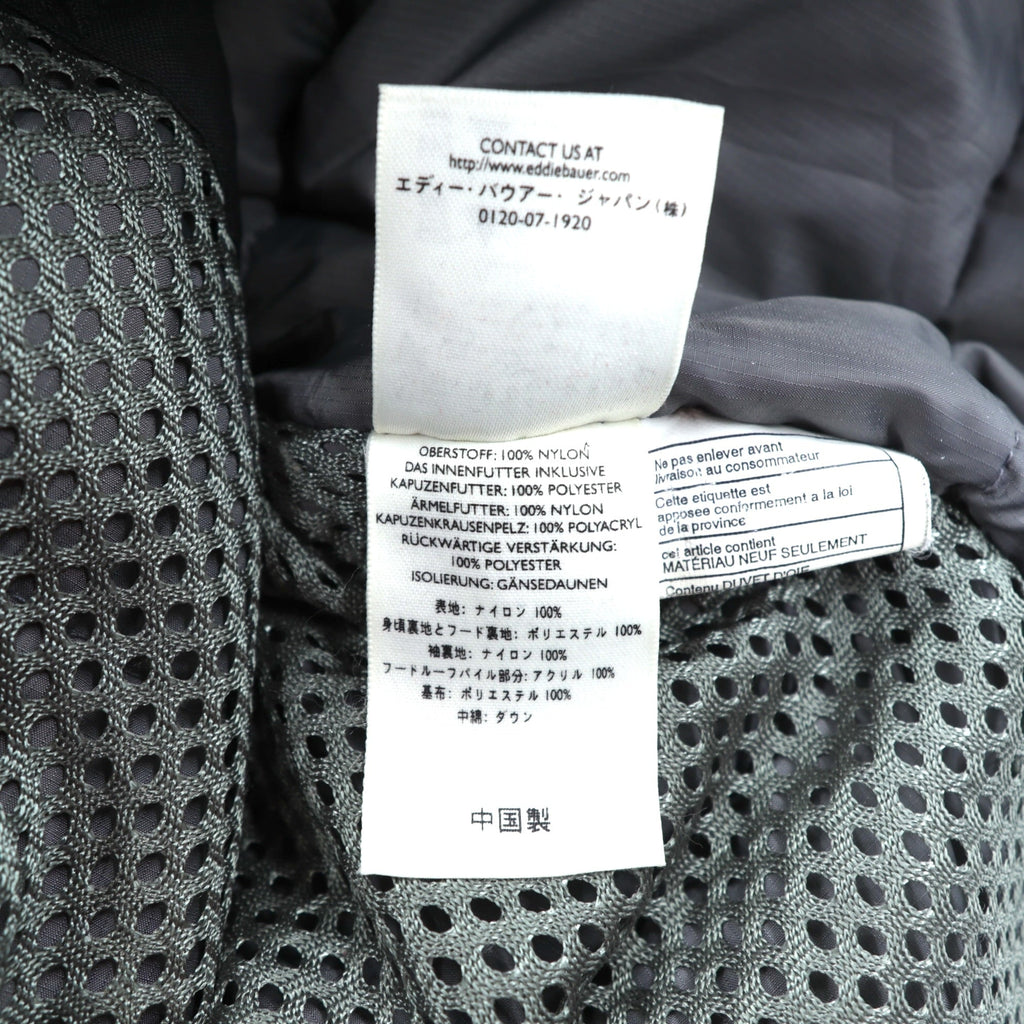 CONTACT US AT
http://www.eddiebauer.com
エディー・バウアー・ジャパン(株)
0120-07-1920
OBERSTOFF: 100% NYLON
DAS INNENFUTTER INKLUSIVE
KAPUZENFUTTER: 100% POLYESTER
ÄRMELFUTTER: 100% NYLON
KAPUZENKRAUSENPELZ: 100% POLYACRYL
RÜCKWÄRTIGE VERSTÄRKUNG:
100% POLYESTER
ISOLIERUNG: GÄNSEDAUNEN
表地: ナイロン 100%
身頃裏地とフード裏地: ポリエステル 100%
袖裏地: ナイロン 100%
フードルーフパイル部分: アクリル 100%
基布: ポリエステル 100%
中綿: ダウン
中国製
Ne pas enlever avant
livraison au consommateur
Cette etiquette est
apposee conformement a la loi
de la province
cet article contient
MATÉRIAU NEUF SEULEMENT
Contenu DUVET D'OIE